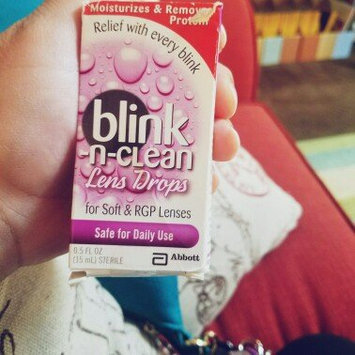 Moisturizes & Removes
Protein
Relief with every blink
blink
-n-clean
Lens Drops
for Soft & RGP Lenses
Safe for Daily Use
0.5 FL OZ
(15 mL) STERILE
Abbott